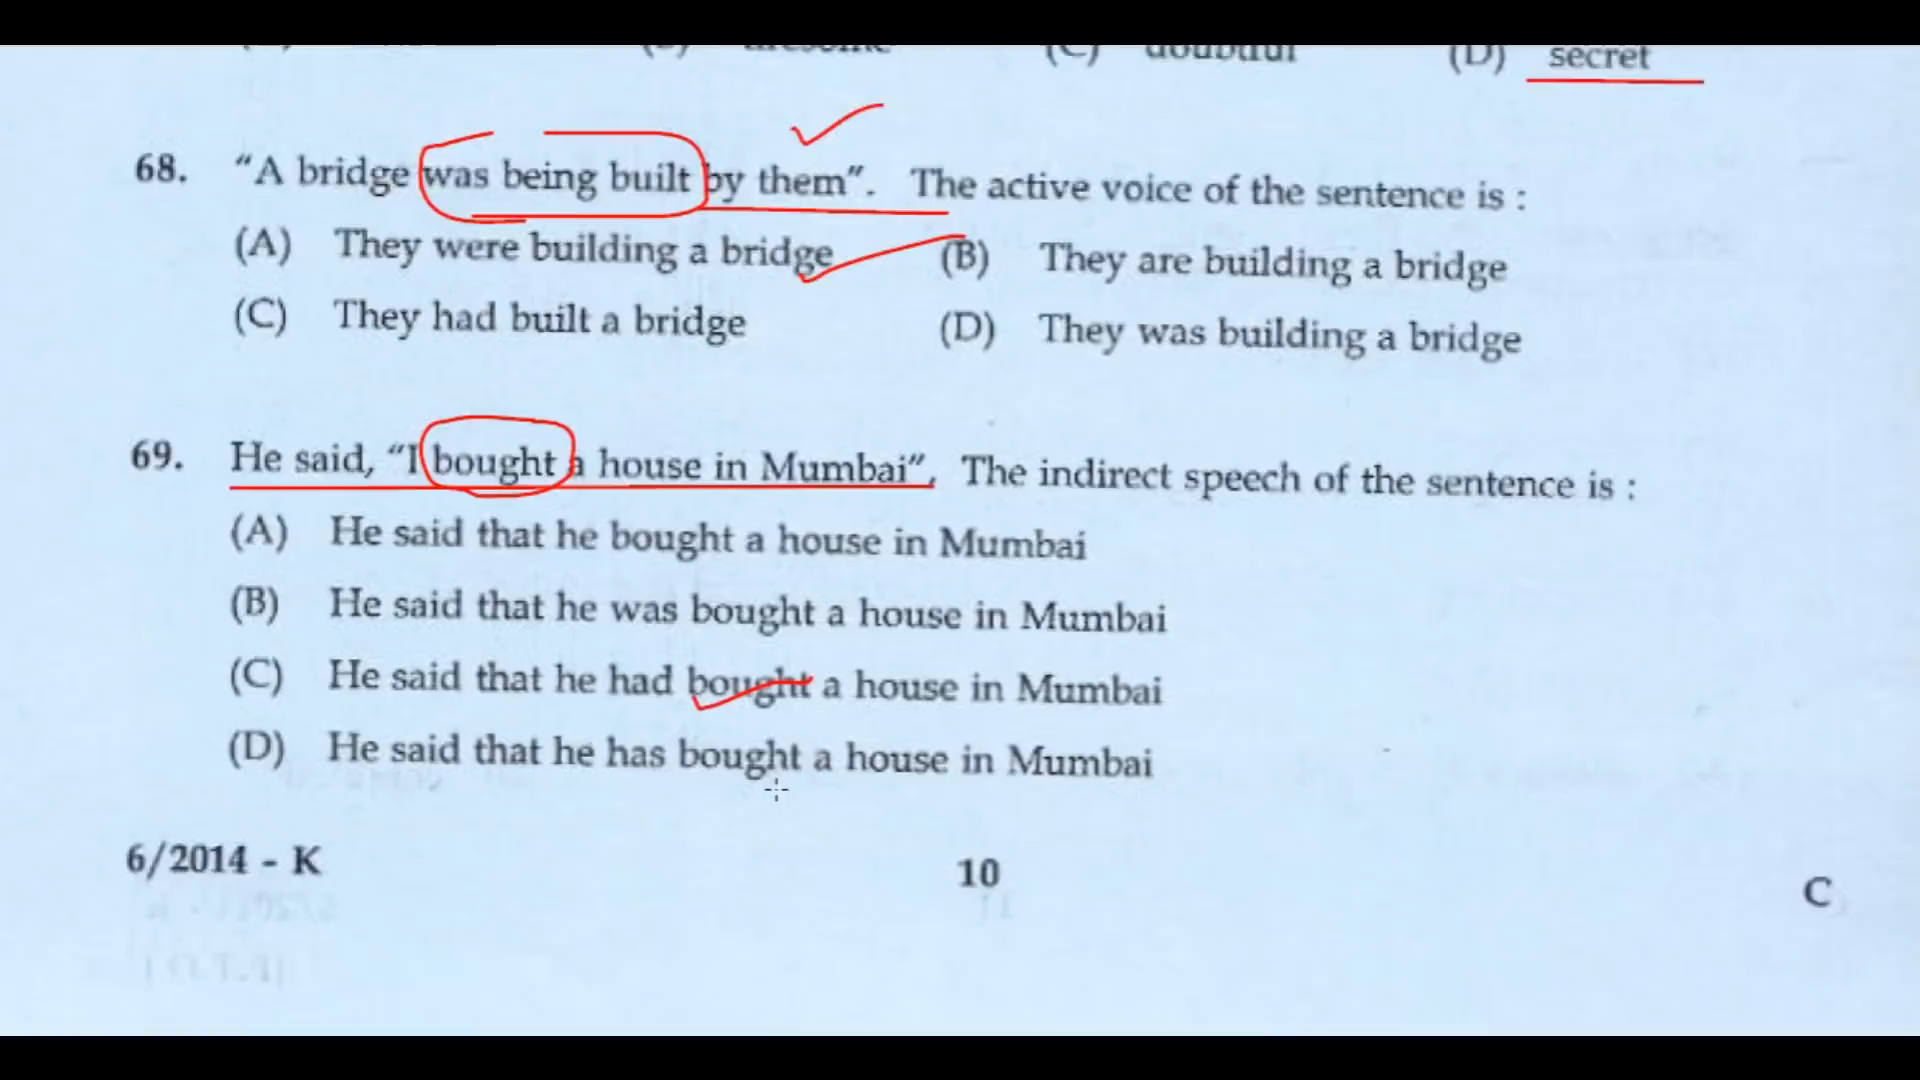 (D) secret
68. "A bridge was being built by them". The active voice of the sentence is :
(A) They were building a bridge (B) They are building a bridge
(C) They had built a bridge (D) They was building a bridge
69. He said, "I bought a house in Mumbai", The indirect speech of the sentence is :
(A) He said that he bought a house in Mumbai
(B) He said that he was bought a house in Mumbai
(C) He said that he had bought a house in Mumbai
(D) He said that he has bought a house in Mumbai
6/2014 - K 10 C